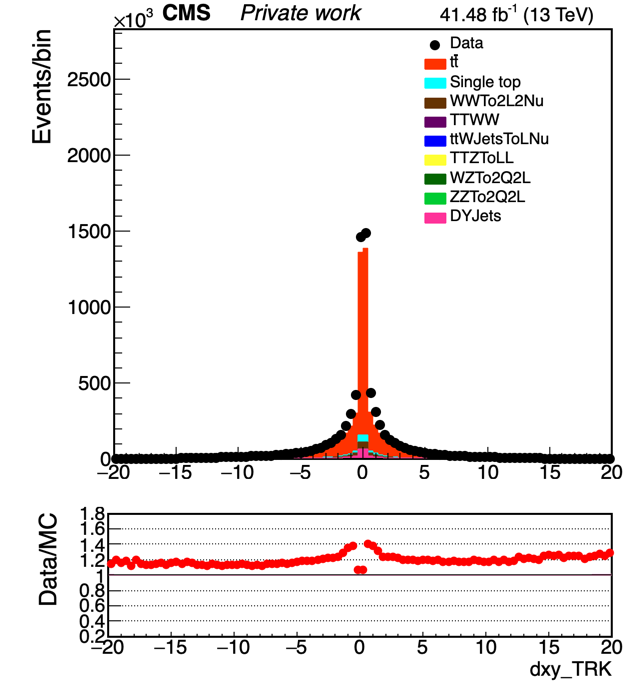 ×10³ CMS Private work 41.48 fb⁻¹ (13 TeV)
Events/bin
2500
2000
1500
1000
500
0
Data
tt̄
Single top
WWTo2L2Nu
TTWW
ttWJetsToLNu
TTZToLL
WZTo2Q2L
ZZTo2Q2L
DYJets
−20 −15 −10 −5 0 5 10 15 20
Data/MC
1.8
1.6
1.4
1.2
1
0.8
0.6
0.4
0.2
−20 −15 −10 −5 0 5 10 15 20
dxy_TRK